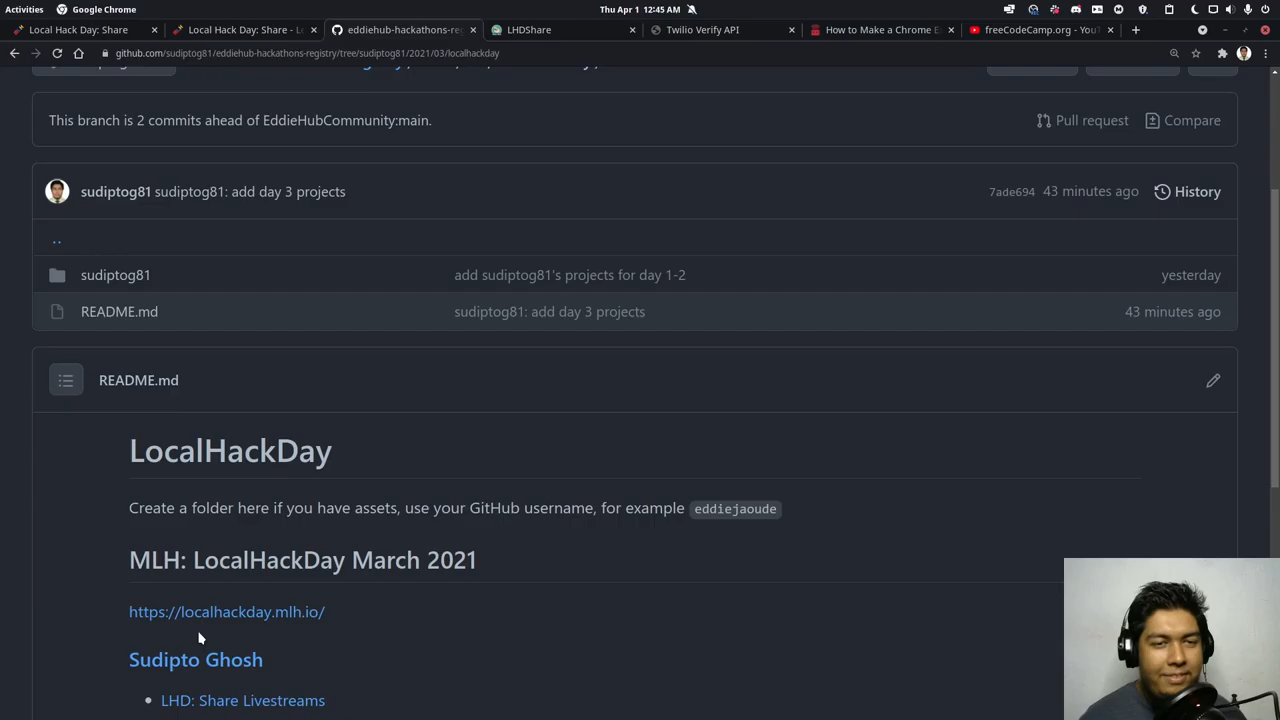 Activities
Google Chrome
Thu Apr 1 12:45 AM
Local Hack Day: Share
Local Hack Day: Share - L
eddiehub-hackathons-reg
LHDShare
Twilio Verify API
How to Make a Chrome E
freeCodeCamp.org - YouT
github.com/sudiptog81/eddiehub-hackathons-registry/tree/sudiptog81/2021/03/localhackday
This branch is 2 commits ahead of EddieHubCommunity:main.
Pull request
Compare
sudiptog81 sudiptog81: add day 3 projects
7ade694 43 minutes ago
History
..
sudiptog81
add sudiptog81's projects for day 1-2
yesterday
README.md
sudiptog81: add day 3 projects
43 minutes ago
README.md
LocalHackDay
Create a folder here if you have assets, use your GitHub username, for example eddiejaoude
MLH: LocalHackDay March 2021
https://localhackday.mlh.io/
Sudipto Ghosh
LHD: Share Livestreams